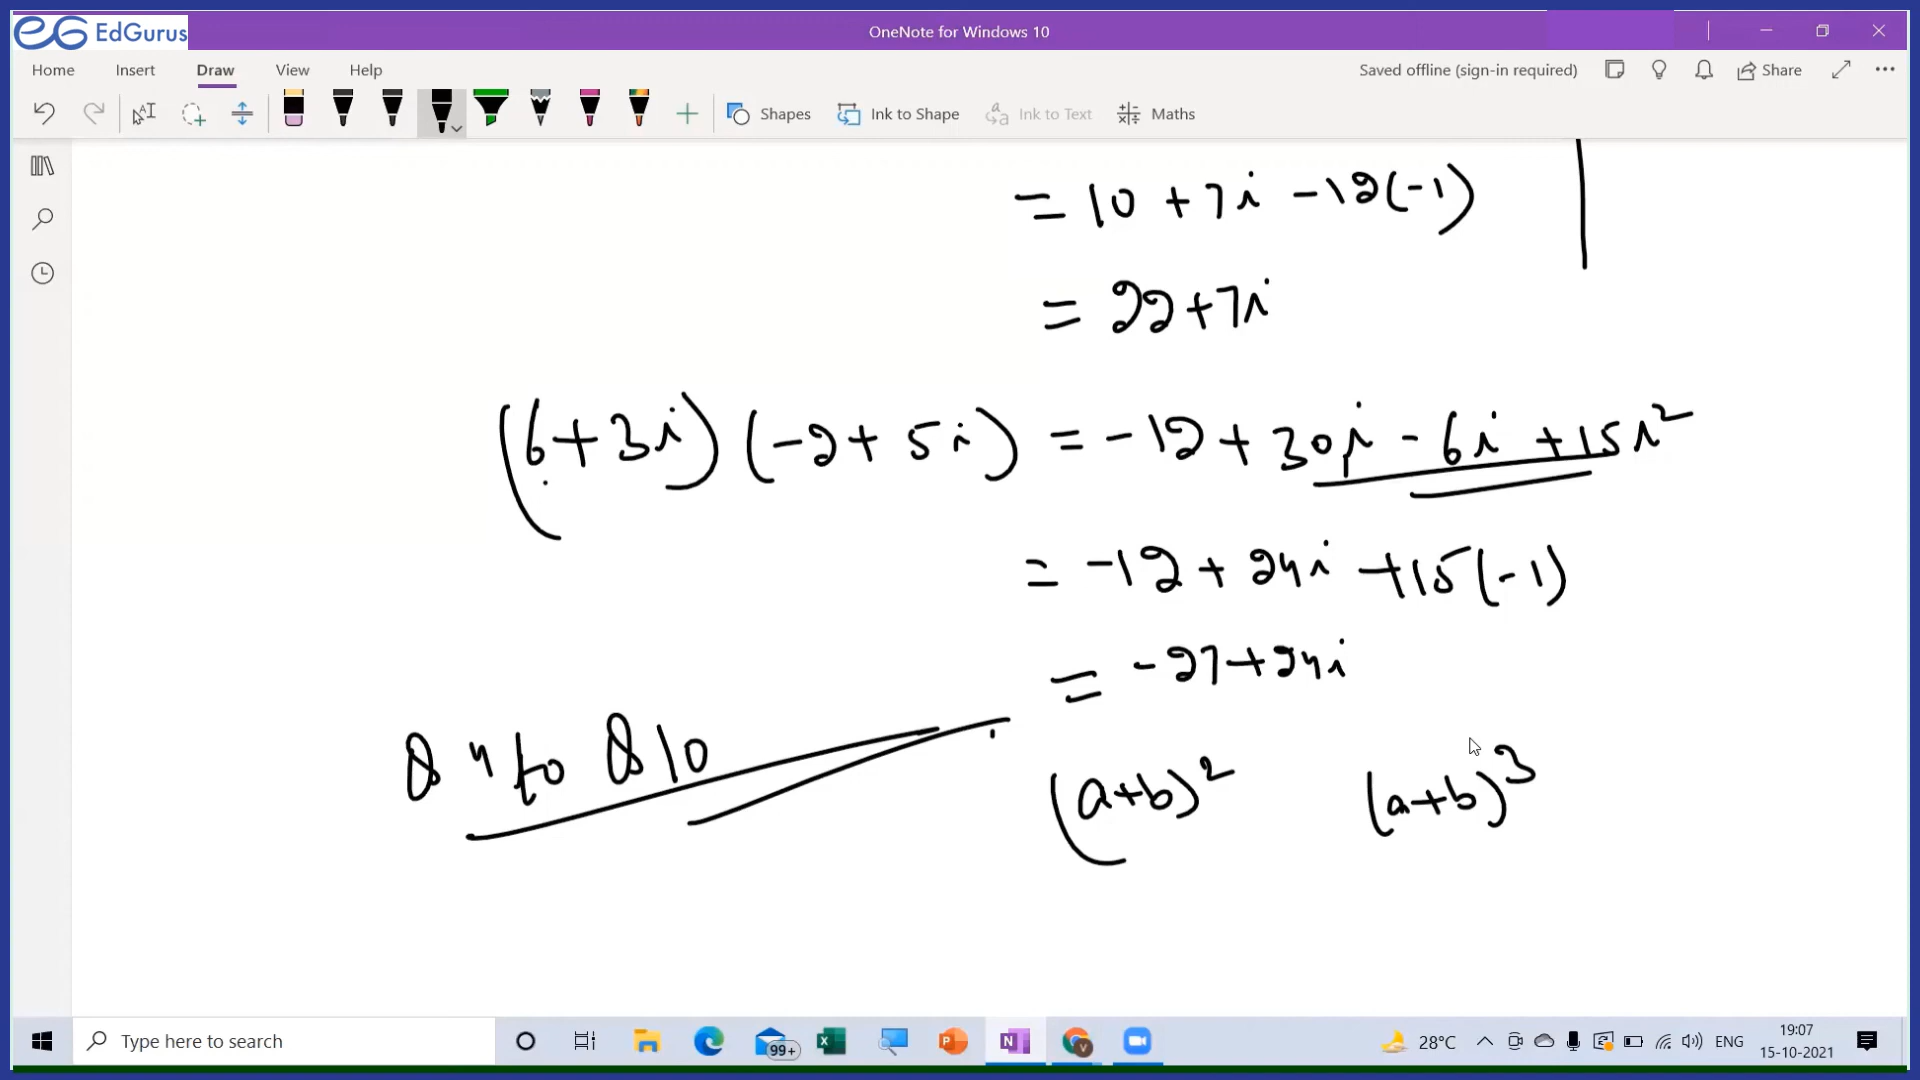 EdGurus
OneNote for Windows 10
Home Insert Draw View Help
Saved offline (sign-in required) Share
Shapes Ink to Shape Ink to Text Maths
= 10 + 7i - 12(-1)
= 22+7i
(6+3i) (-2+5i) = -12 + 30i - 6i + 15i²
= -12 + 24i + 15(-1)
= -27+24i
Q 4 to Q 10
(a+b)² (a+b)³
Type here to search
99+
28°C ENG
19:07
15-10-2021